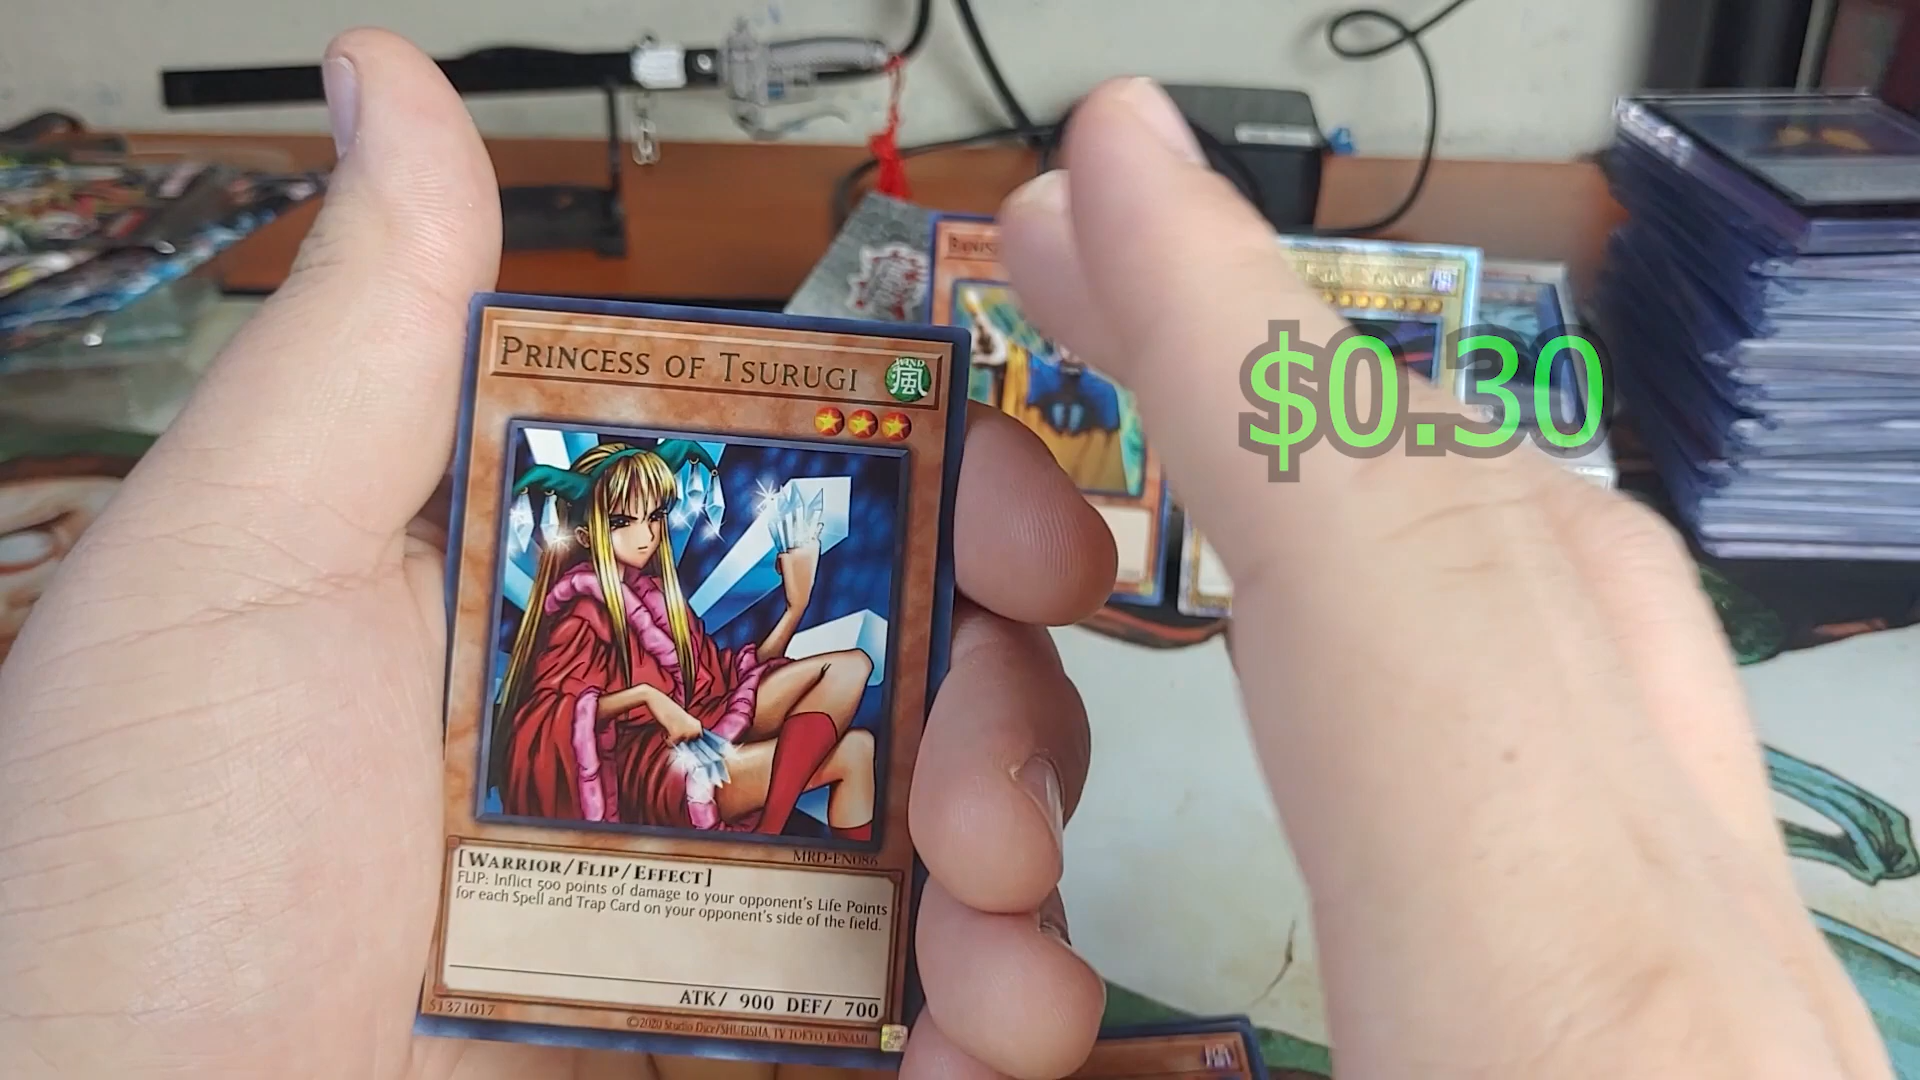 PRINCESS OF TSURUGI
WIND
風
$0.30
MRD-EN086
[WARRIOR/FLIP/EFFECT]
FLIP: Inflict 500 points of damage to your opponent's Life Points
for each Spell and Trap Card on your opponent's side of the field.
ATK/ 900 DEF/ 700
51371017
©2020 Studio Dice/SHUEISHA, TV TOKYO, KONAMI